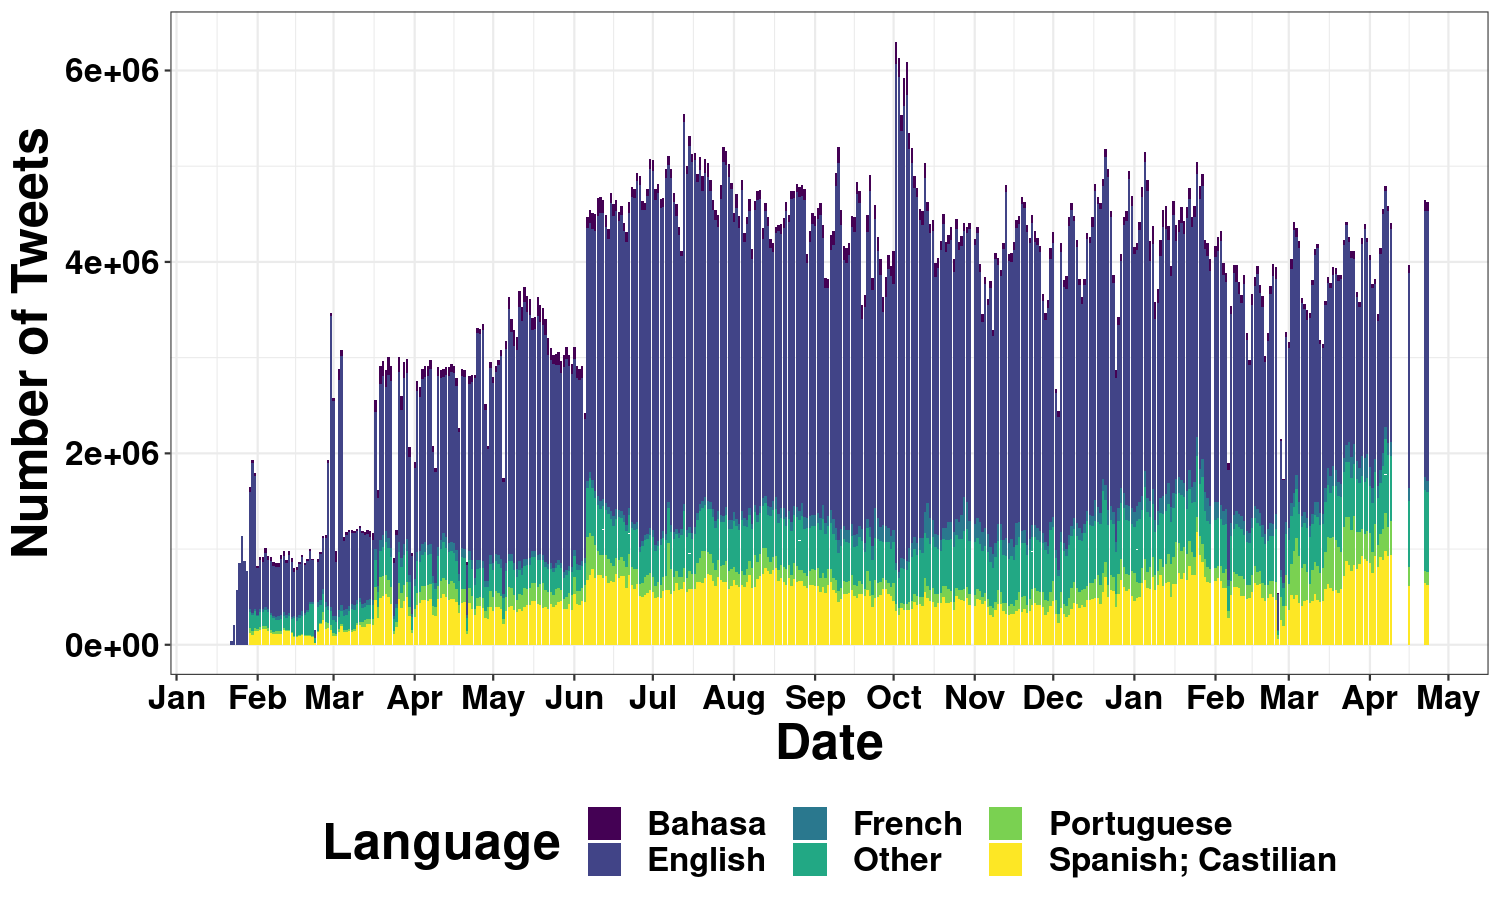 Number of Tweets
6e+06
4e+06
2e+06
0e+00
Jan Feb Mar Apr May Jun Jul Aug Sep Oct Nov Dec Jan Feb Mar Apr May
Date
Language
Bahasa French Portuguese
English Other Spanish; Castilian